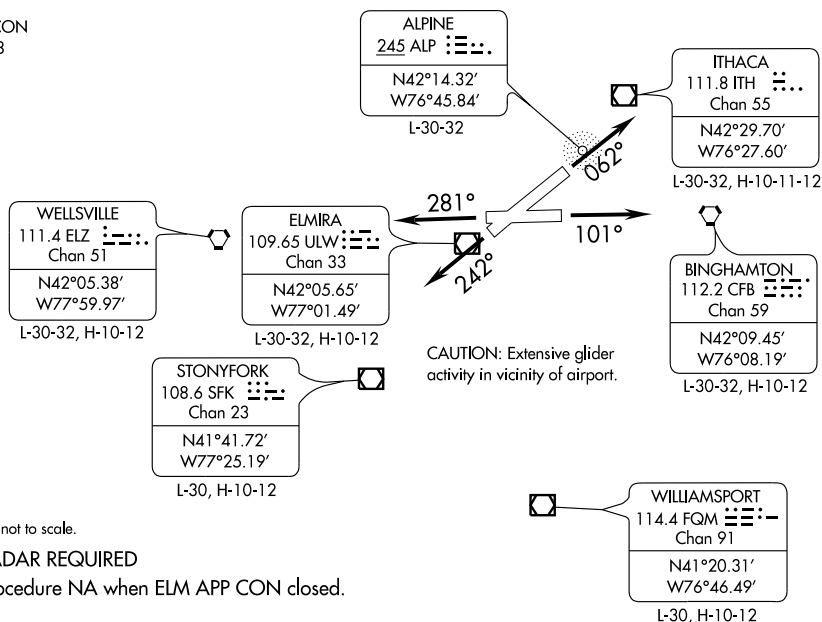 CON
ALPINE
245 ALP
N42°14.32′
W76°45.84′
L-30-32
ITHACA
111.8 ITH
Chan 55
N42°29.70′
W76°27.60′
L-30-32, H-10-11-12
062°
281°
101°
242°
WELLSVILLE
111.4 ELZ
Chan 51
N42°05.38′
W77°59.97′
L-30-32, H-10-12
ELMIRA
109.65 ULW
Chan 33
N42°05.65′
W77°01.49′
L-30-32, H-10-12
BINGHAMTON
112.2 CFB
Chan 59
N42°09.45′
W76°08.19′
L-30-32, H-10-12
CAUTION: Extensive glider
activity in vicinity of airport.
STONYFORK
108.6 SFK
Chan 23
N41°41.72′
W77°25.19′
L-30, H-10-12
WILLIAMSPORT
114.4 FQM
Chan 91
N41°20.31′
W76°46.49′
L-30, H-10-12
not to scale.
ADAR REQUIRED
ocedure NA when ELM APP CON closed.